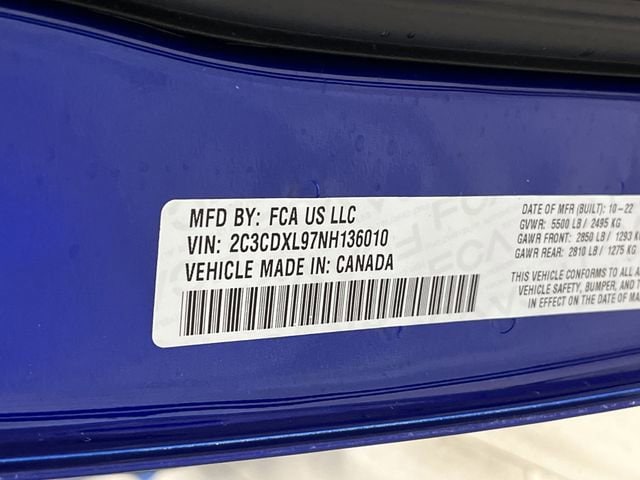 MFD BY: FCA US LLC
VIN: 2C3CDXL97NH136010
VEHICLE MADE IN: CANADA
DATE OF MFR (BUILT): 10-22
GVWR: 5500 LB / 2495 KG
GAWR FRONT: 2850 LB / 1293 KG
GAWR REAR: 2810 LB / 1275 KG
THIS VEHICLE CONFORMS TO ALL
VEHICLE SAFETY, BUMPER, AND
IN EFFECT ON THE DATE OF